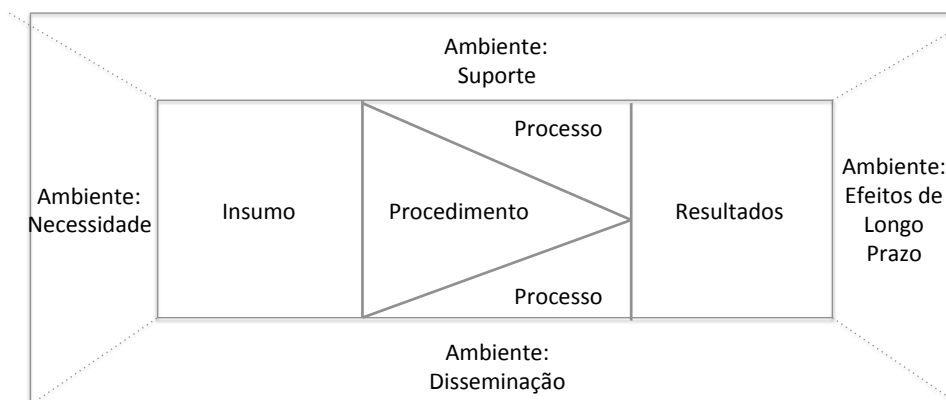 Ambiente:
Suporte
Processo
Ambiente:
Necessidade
Insumo
Procedimento
Resultados
Ambiente:
Efeitos de
Longo
Prazo
Processo
Ambiente:
Disseminação